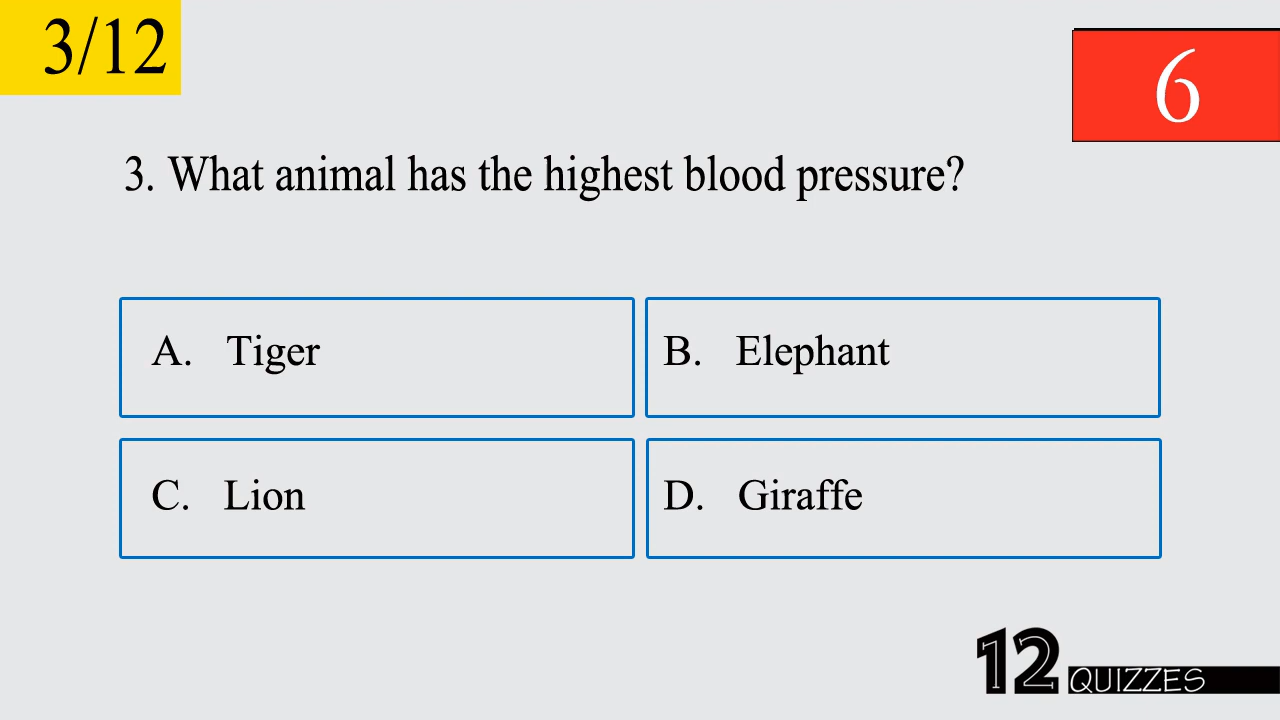 3/12
6
3. What animal has the highest blood pressure?
A. Tiger
B. Elephant
C. Lion
D. Giraffe
12 QUIZZES